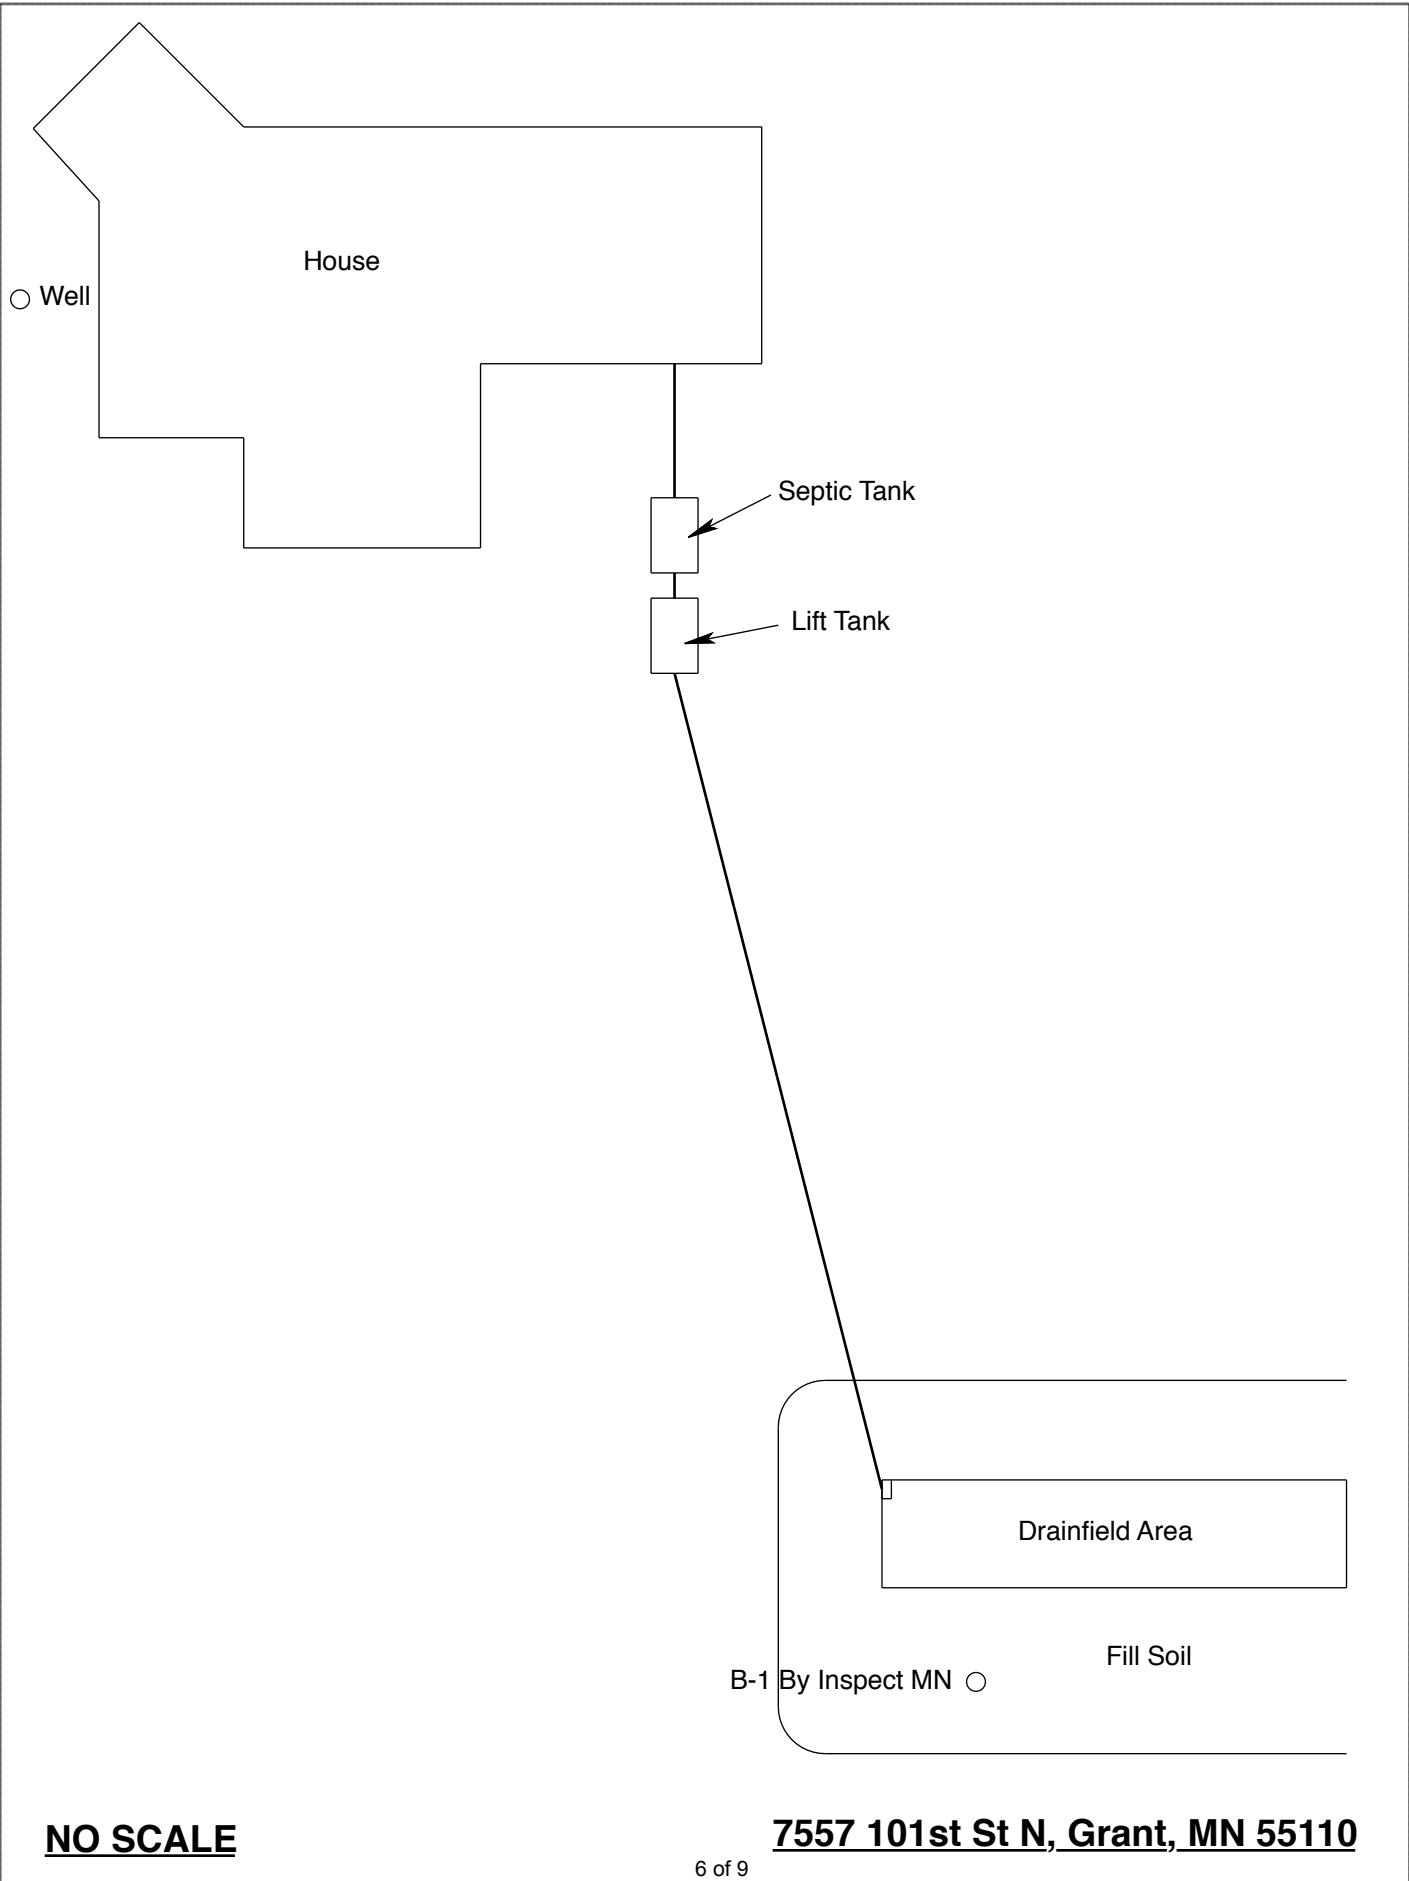 House
Well
Septic Tank
Lift Tank
Drainfield Area
Fill Soil
B-1 By Inspect MN
NO SCALE
7557 101st St N, Grant, MN 55110
6 of 9